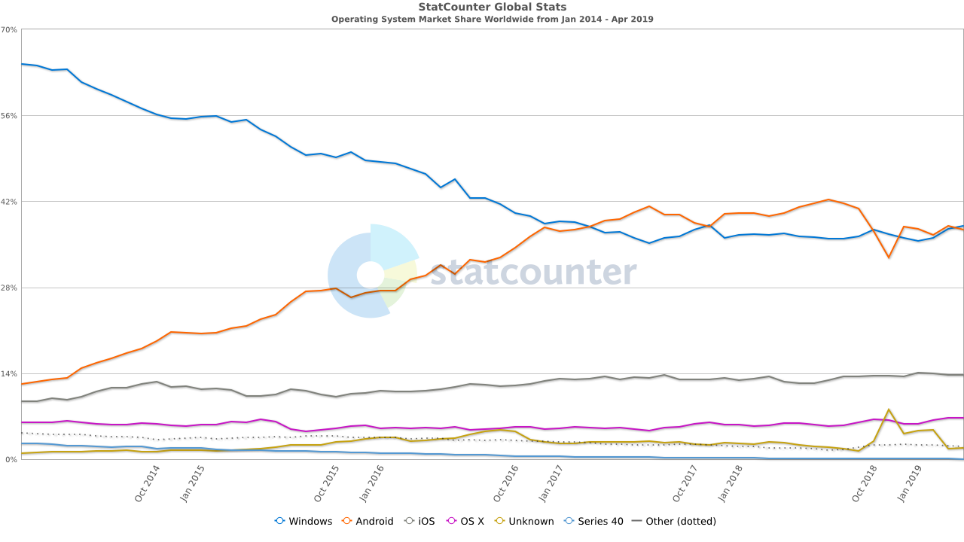 StatCounter Global Stats
Operating System Market Share Worldwide from Jan 2014 - Apr 2019
70%
56%
42%
28%
14%
0%
statcounter
Oct 2014
Jan 2015
Oct 2015
Jan 2016
Oct 2016
Jan 2017
Oct 2017
Jan 2018
Oct 2018
Jan 2019
Windows Android iOS OS X Unknown Series 40 Other (dotted)